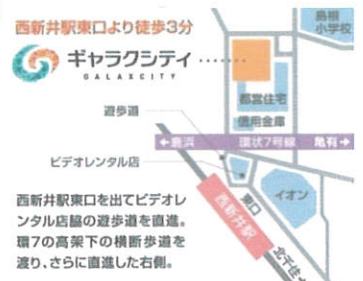 西新井駅東口より徒歩3分
ギャラクシティ
GALAXCITY
島根
小学校
都営住宅
信用金庫
遊歩道
←鹿浜 環状7号線 亀有→
ビデオレンタル店
東口
西新井駅
イオン
北千住
西新井駅東口を出てビデオレ
ンタル店脇の遊歩道を直進。
環7の高架下の横断歩道を
渡り、さらに直進した右側。